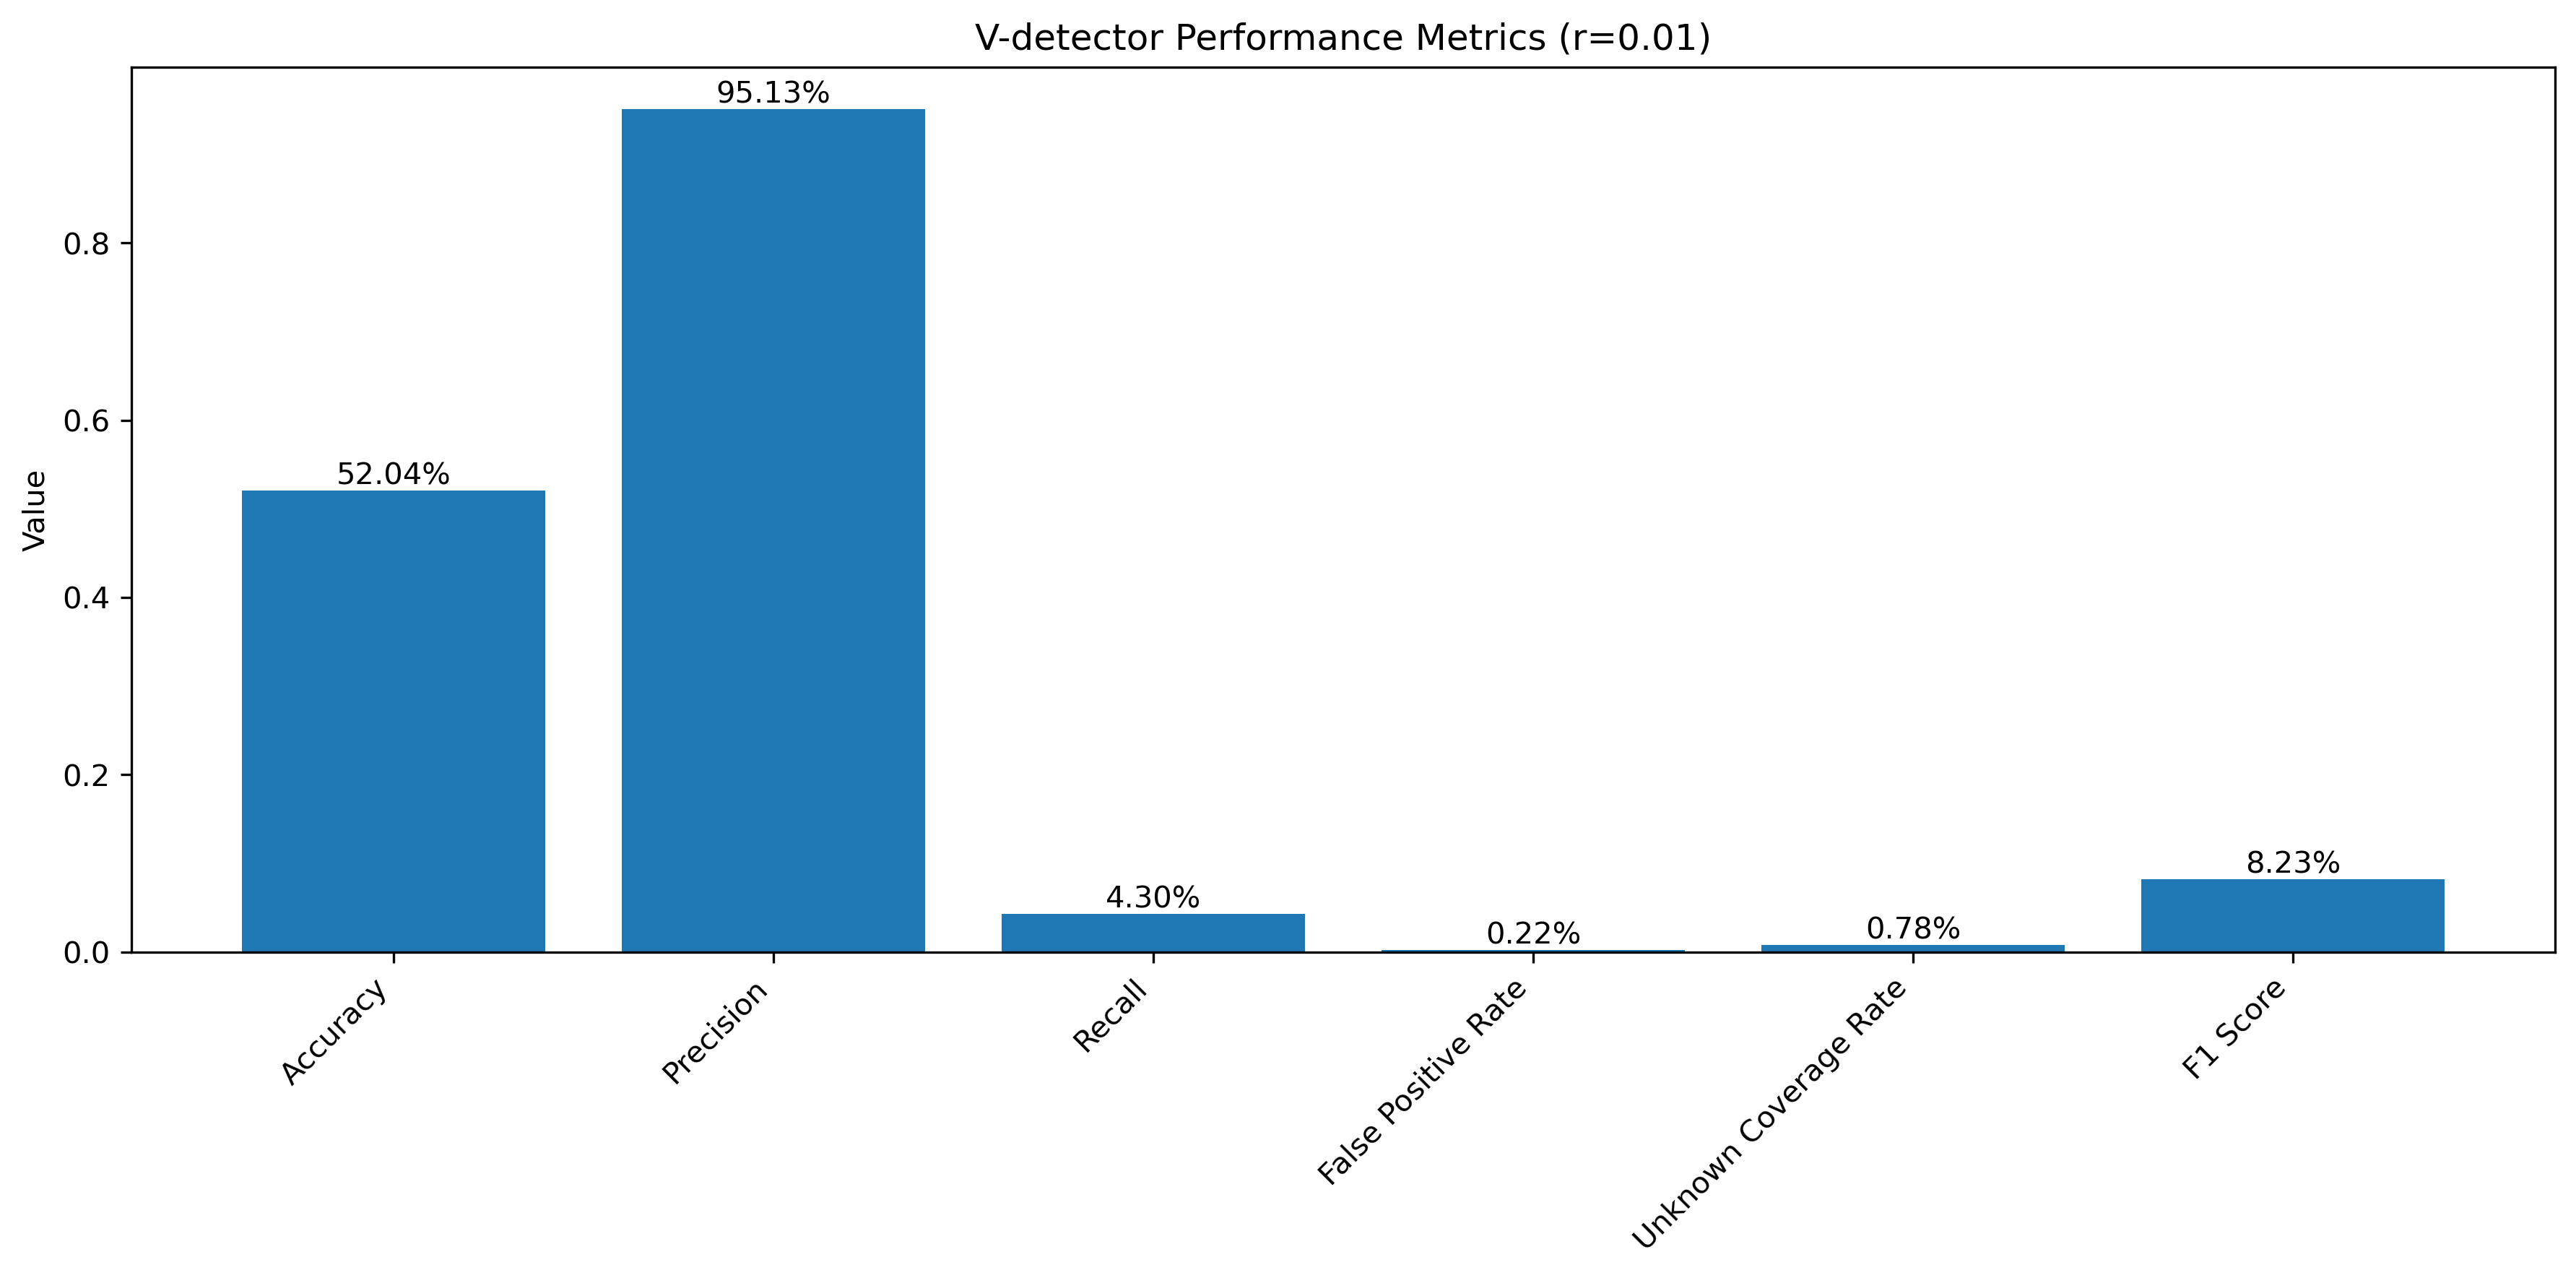 V-detector Performance Metrics (r=0.01)
Value
0.8
0.6
0.4
0.2
0.0
52.04%
95.13%
4.30%
0.22%
0.78%
8.23%
Accuracy
Precision
Recall
False Positive Rate
Unknown Coverage Rate
F1 Score